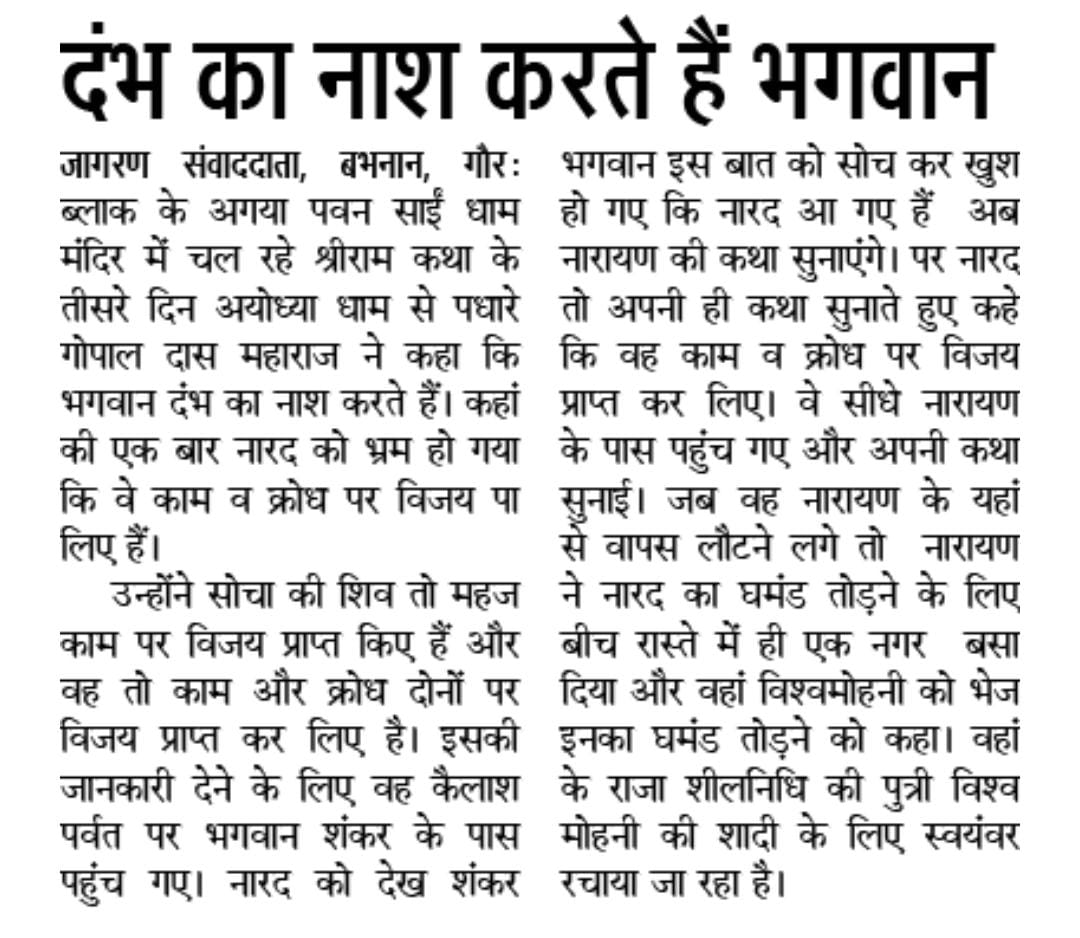 दंभ का नाश करते हैं भगवान
जागरण संवाददाता, बभनान, गौर:
ब्लाक के अगया पवन साईं धाम
मंदिर में चल रहे श्रीराम कथा के
तीसरे दिन अयोध्या धाम से पधारे
गोपाल दास महाराज ने कहा कि
भगवान दंभ का नाश करते हैं। कहां
की एक बार नारद को भ्रम हो गया
कि वे काम व क्रोध पर विजय पा
लिए हैं।
उन्होंने सोचा की शिव तो महज
काम पर विजय प्राप्त किए हैं और
वह तो काम और क्रोध दोनों पर
विजय प्राप्त कर लिए है। इसकी
जानकारी देने के लिए वह कैलाश
पर्वत पर भगवान शंकर के पास
पहुंच गए। नारद को देख शंकर
भगवान इस बात को सोच कर खुश
हो गए कि नारद आ गए हैं अब
नारायण की कथा सुनाएंगे। पर नारद
तो अपनी ही कथा सुनाते हुए कहे
कि वह काम व क्रोध पर विजय
प्राप्त कर लिए। वे सीधे नारायण
के पास पहुंच गए और अपनी कथा
सुनाई। जब वह नारायण के यहां
से वापस लौटने लगे तो नारायण
ने नारद का घमंड तोड़ने के लिए
बीच रास्ते में ही एक नगर बसा
दिया और वहां विश्वमोहनी को भेज
इनका घमंड तोड़ने को कहा। वहां
के राजा शीलनिधि की पुत्री विश्व
मोहनी की शादी के लिए स्वयंवर
रचाया जा रहा है।